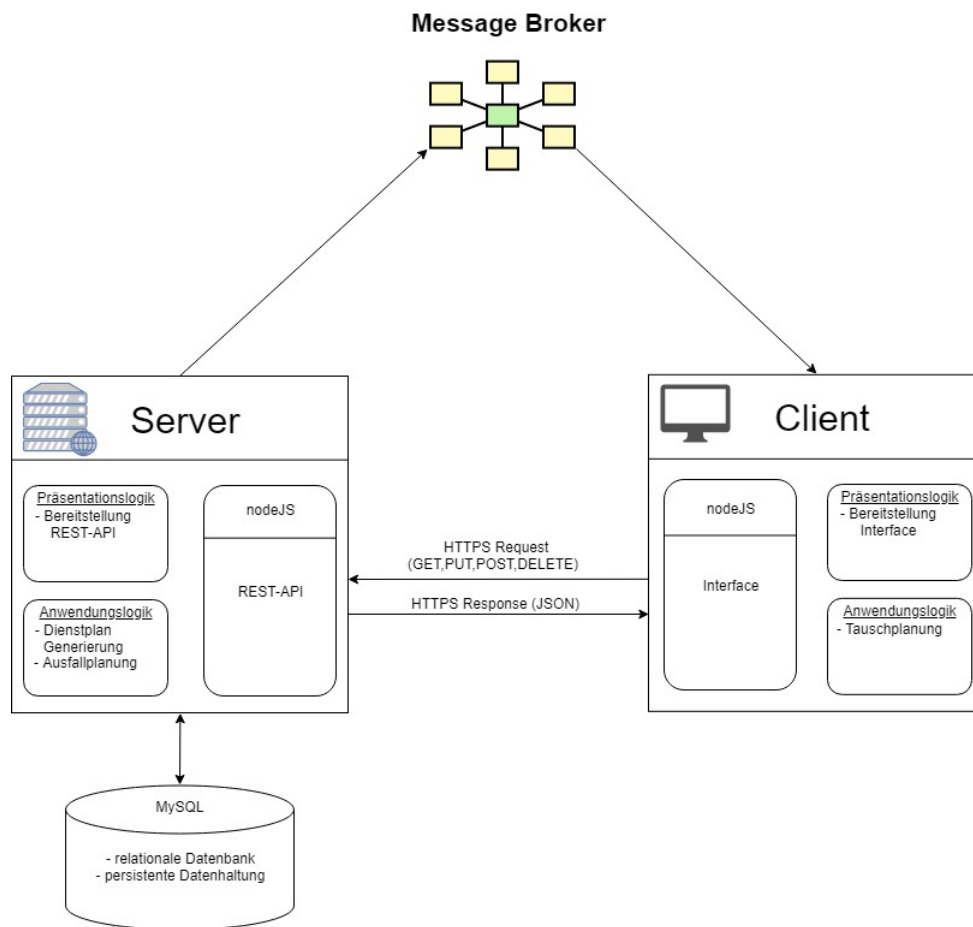 Message Broker
Server
Präsentationslogik
- Bereitstellung
REST-API
Anwendungslogik
- Dienstplan
Generierung
- Ausfallplanung
nodeJS
REST-API
HTTPS Request
(GET,PUT,POST,DELETE)
HTTPS Response (JSON)
Client
nodeJS
Interface
Präsentationslogik
- Bereitstellung
Interface
Anwendungslogik
- Tauschplanung
MySQL
- relationale Datenbank
- persistente Datenhaltung